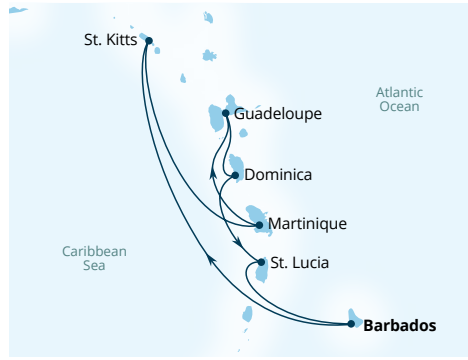 St. Kitts
Atlantic
Ocean
Guadeloupe
Dominica
Martinique
Caribbean
Sea
St. Lucia
Barbados